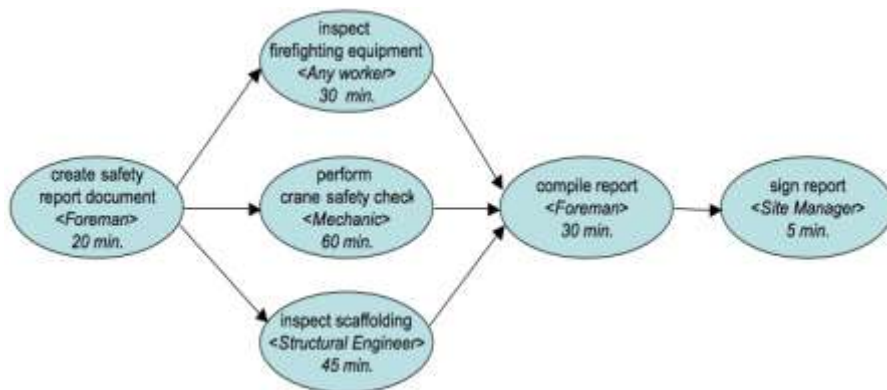 inspect
firefighting equipment
<Any worker>
30 min.
create safety
report document
<Foreman>
20 min.
perform
crane safety check
<Mechanic>
60 min.
compile report
<Foreman>
30 min.
sign report
<Site Manager>
5 min.
inspect scaffolding
<Structural Engineer>
45 min.